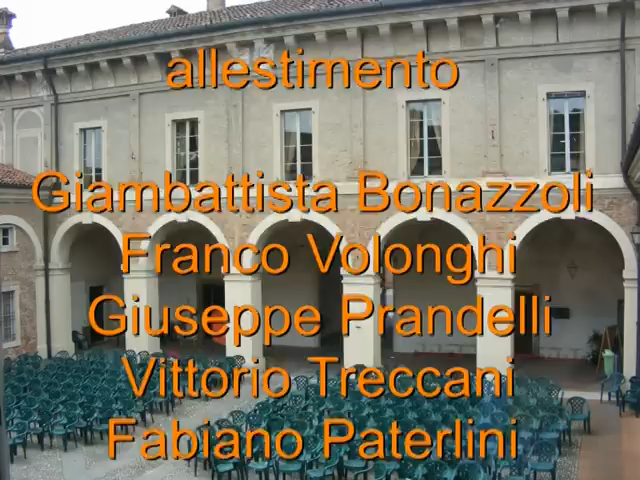 allestimento
Giambattista Bonazzoli
Franco Volonghi
Giuseppe Prandelli
Vittorio Treccani
Fabiano Paterlini